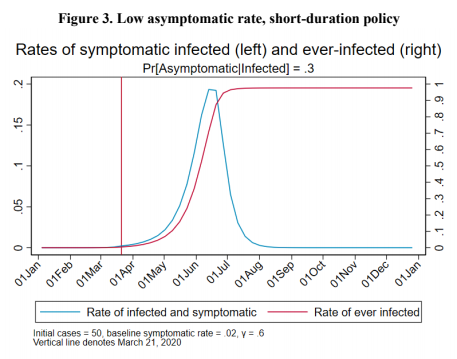 Figure 3. Low asymptomatic rate, short-duration policy
Rates of symptomatic infected (left) and ever-infected (right)
Pr[Asymptomatic|Infected] = .3
.2
.15
.1
.05
0
1
.9
.8
.7
.6
.5
.4
.3
.2
.1
0
01Jan
01Feb
01Mar
01Apr
01May
01Jun
01Jul
01Aug
01Sep
01Oct
01Nov
01Dec
01Jan
Rate of infected and symptomatic
Rate of ever infected
Initial cases = 50, baseline symptomatic rate = .02, γ = .6
Vertical line denotes March 21, 2020